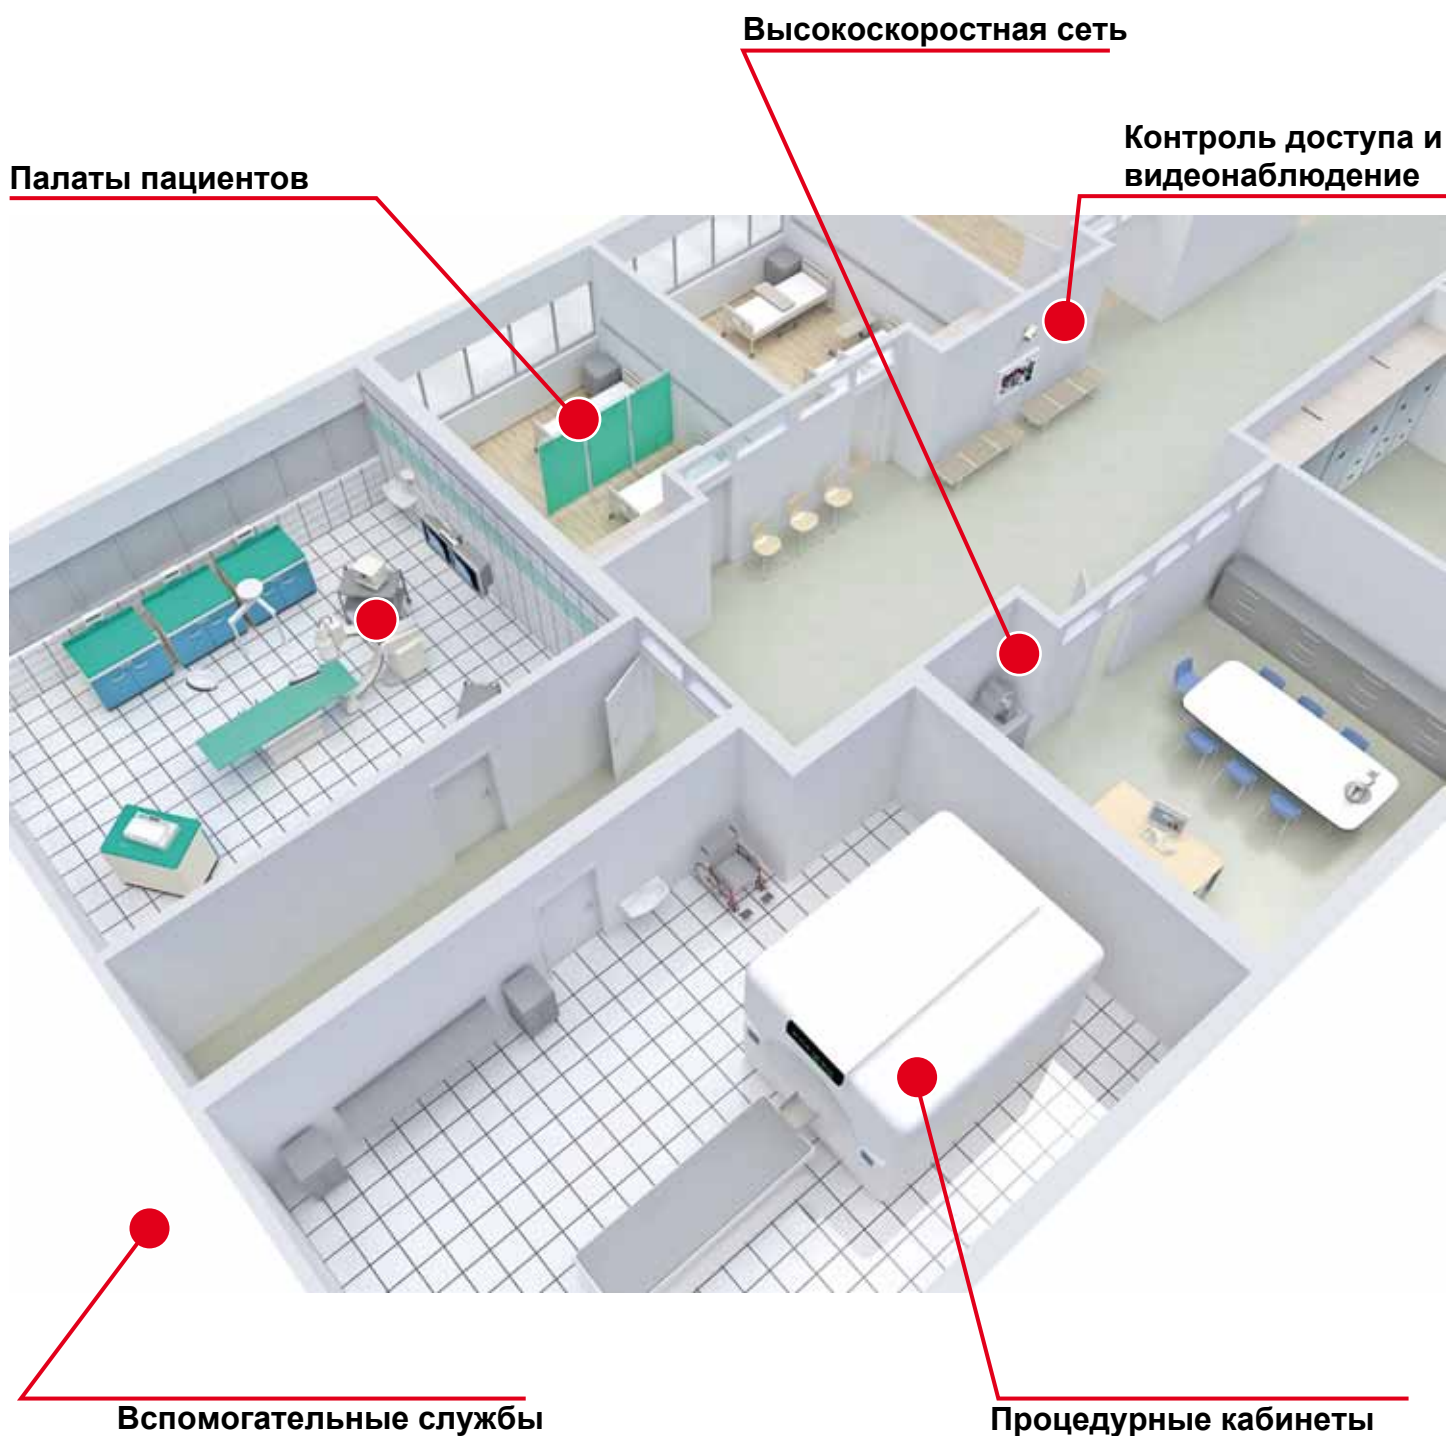 Высокоскоростная сеть
Контроль доступа и
видеонаблюдение
Палаты пациентов
Вспомогательные службы
Процедурные кабинеты